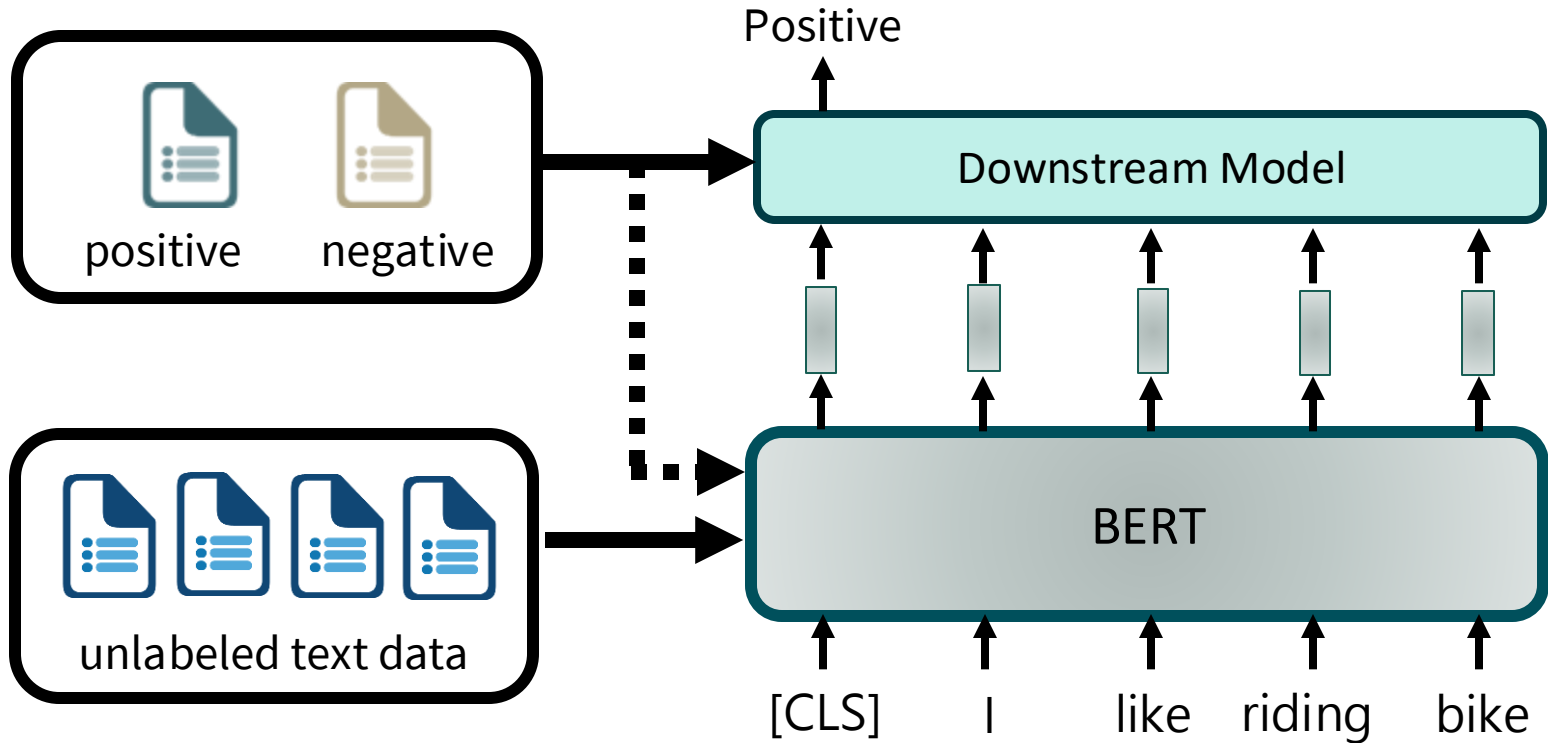 Positive
positive negative
Downstream Model
BERT
unlabeled text data
[CLS] I like riding bike